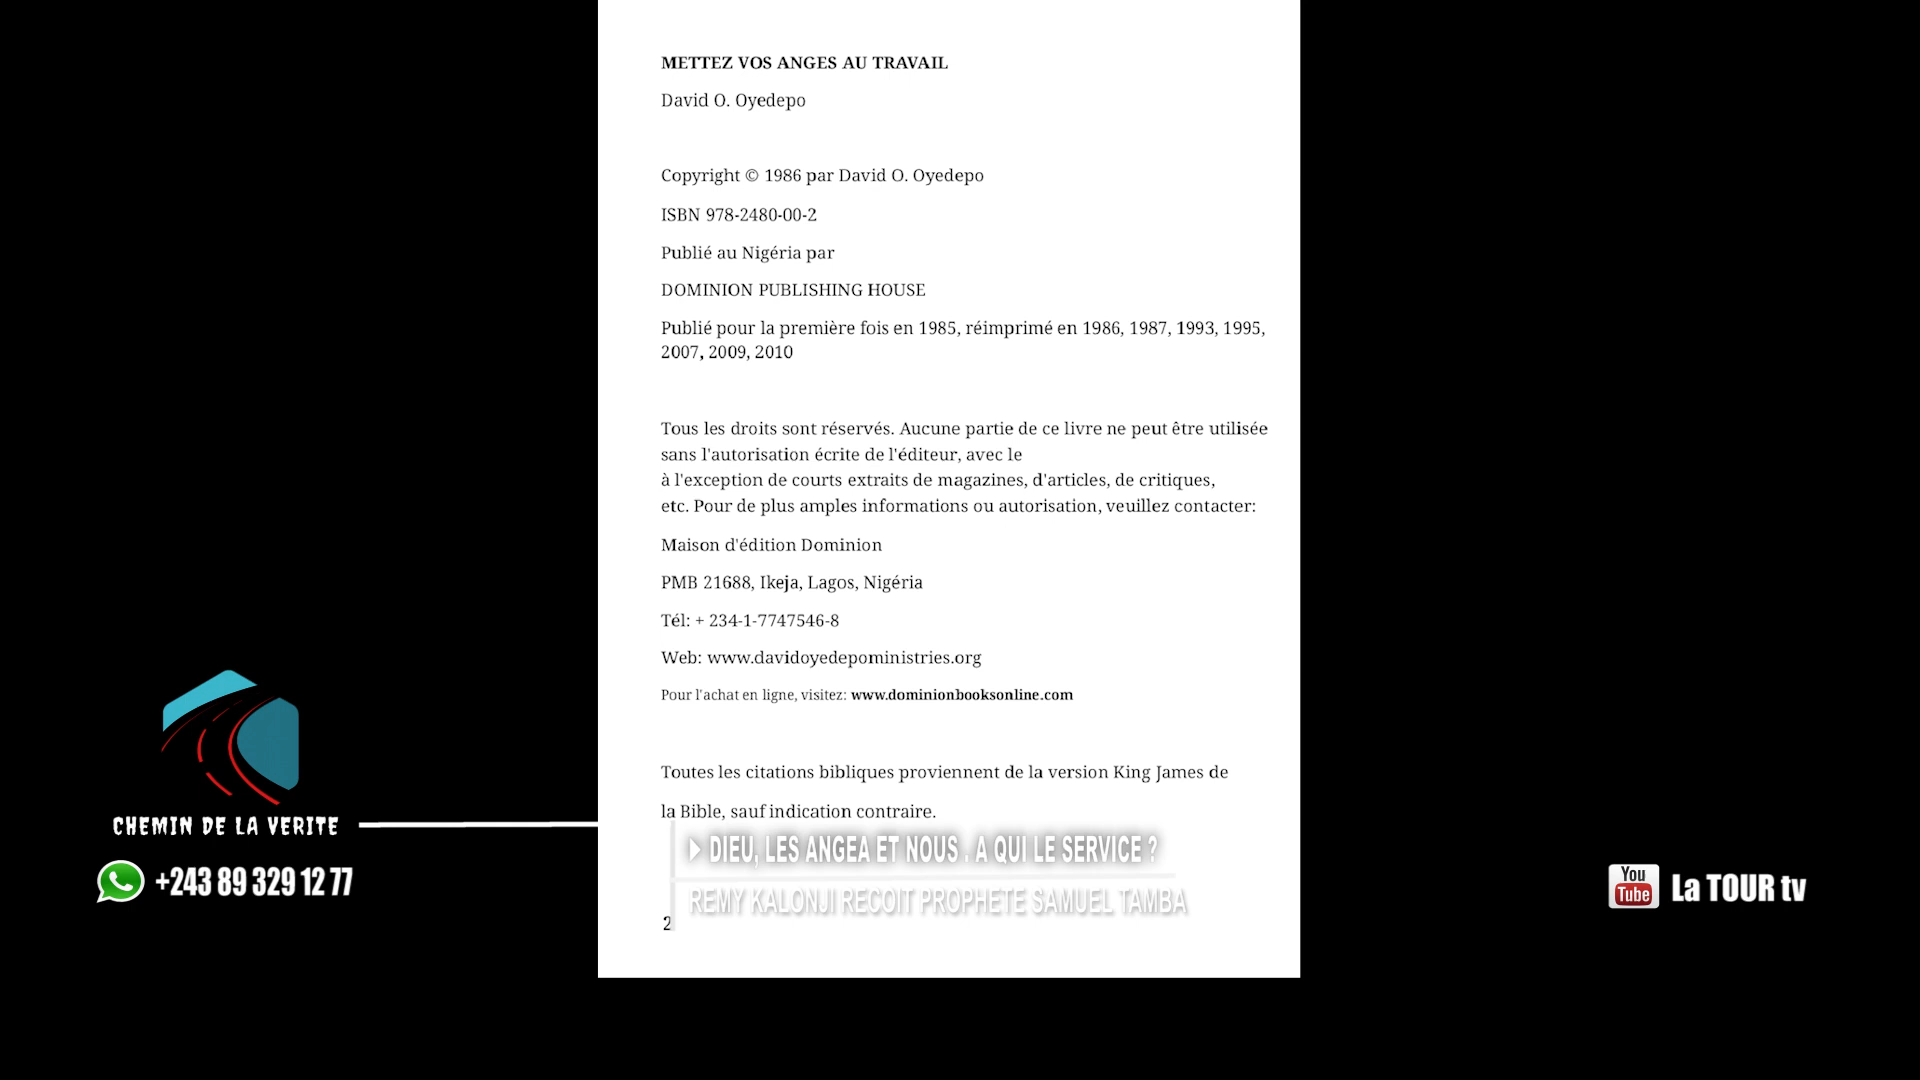 METTEZ VOS ANGES AU TRAVAIL
David O. Oyedepo
Copyright © 1986 par David O. Oyedepo
ISBN 978-2480-00-2
Publié au Nigéria par
DOMINION PUBLISHING HOUSE
Publié pour la première fois en 1985, réimprimé en 1986, 1987, 1993, 1995,
2007, 2009, 2010
Tous les droits sont réservés. Aucune partie de ce livre ne peut être utilisée
sans l'autorisation écrite de l'éditeur, avec le
à l'exception de courts extraits de magazines, d'articles, de critiques,
etc. Pour de plus amples informations ou autorisation, veuillez contacter:
Maison d'édition Dominion
PMB 21688, Ikeja, Lagos, Nigéria
Tél: + 234-1-7747546-8
Web: www.davidoyedepoministries.org
Pour l'achat en ligne, visitez: www.dominionbooksonline.com
Toutes les citations bibliques proviennent de la version King James de
la Bible, sauf indication contraire.
2
DIEU, LES ANGEA ET NOUS . A QUI LE SERVICE ?
REMY KALONJI RECOIT PROPHETE SAMUEL TAMBA
CHEMIN DE LA VERITE
+243 89 329 12 77
You
Tube
La TOUR tv